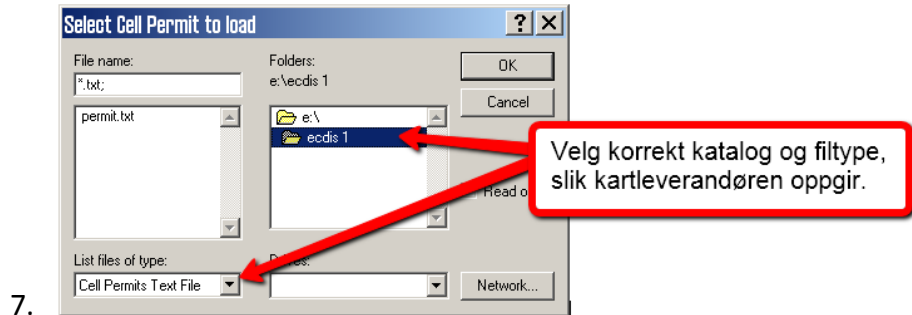 Select Cell Permit to load
File name:
*.txt;
permit.txt
Folders:
e:\ecdis 1
e:\
ecdis 1
OK
Cancel
Read o
List files of type:
Cell Permits Text File
Network...
Velg korrekt katalog og filtype,
slik kartleverandøren oppgir.
7.